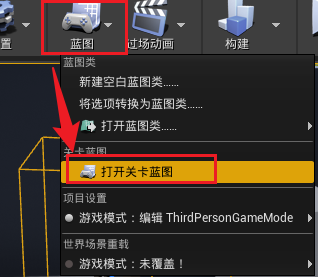 置
蓝图
过场动画
构建
蓝图类
新建空白蓝图类......
将选项转换为蓝图类......
打开蓝图类......
关卡蓝图
打开关卡蓝图
项目设置
游戏模式：编辑 ThirdPersonGameMode
世界场景重载
游戏模式：未覆盖！